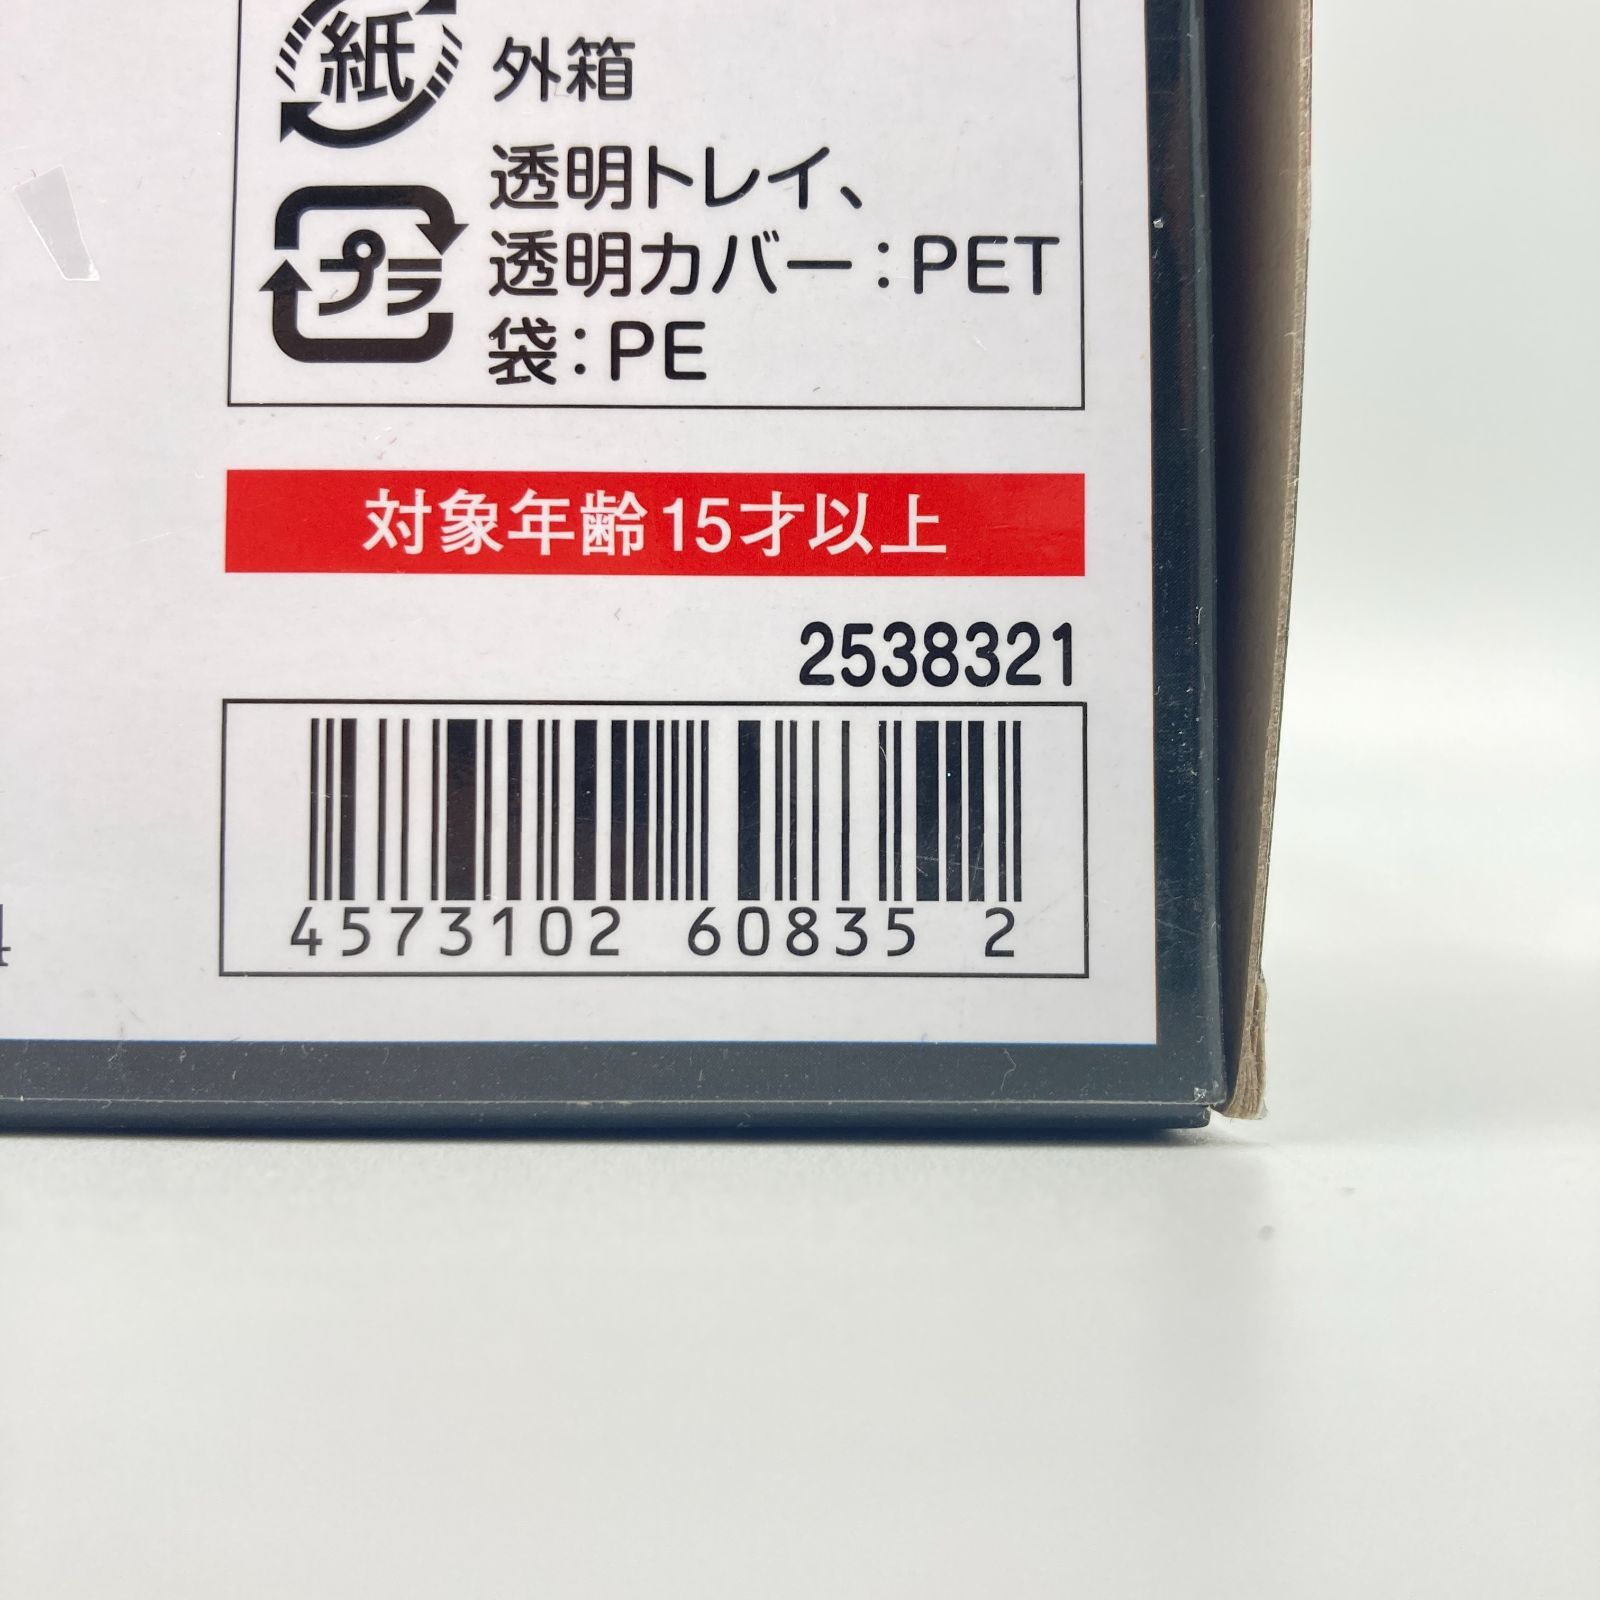 紙 外箱
透明トレイ、
プラ 透明カバー：PET
袋：PE
対象年齢15才以上
2538321
4573102 60835 2
4